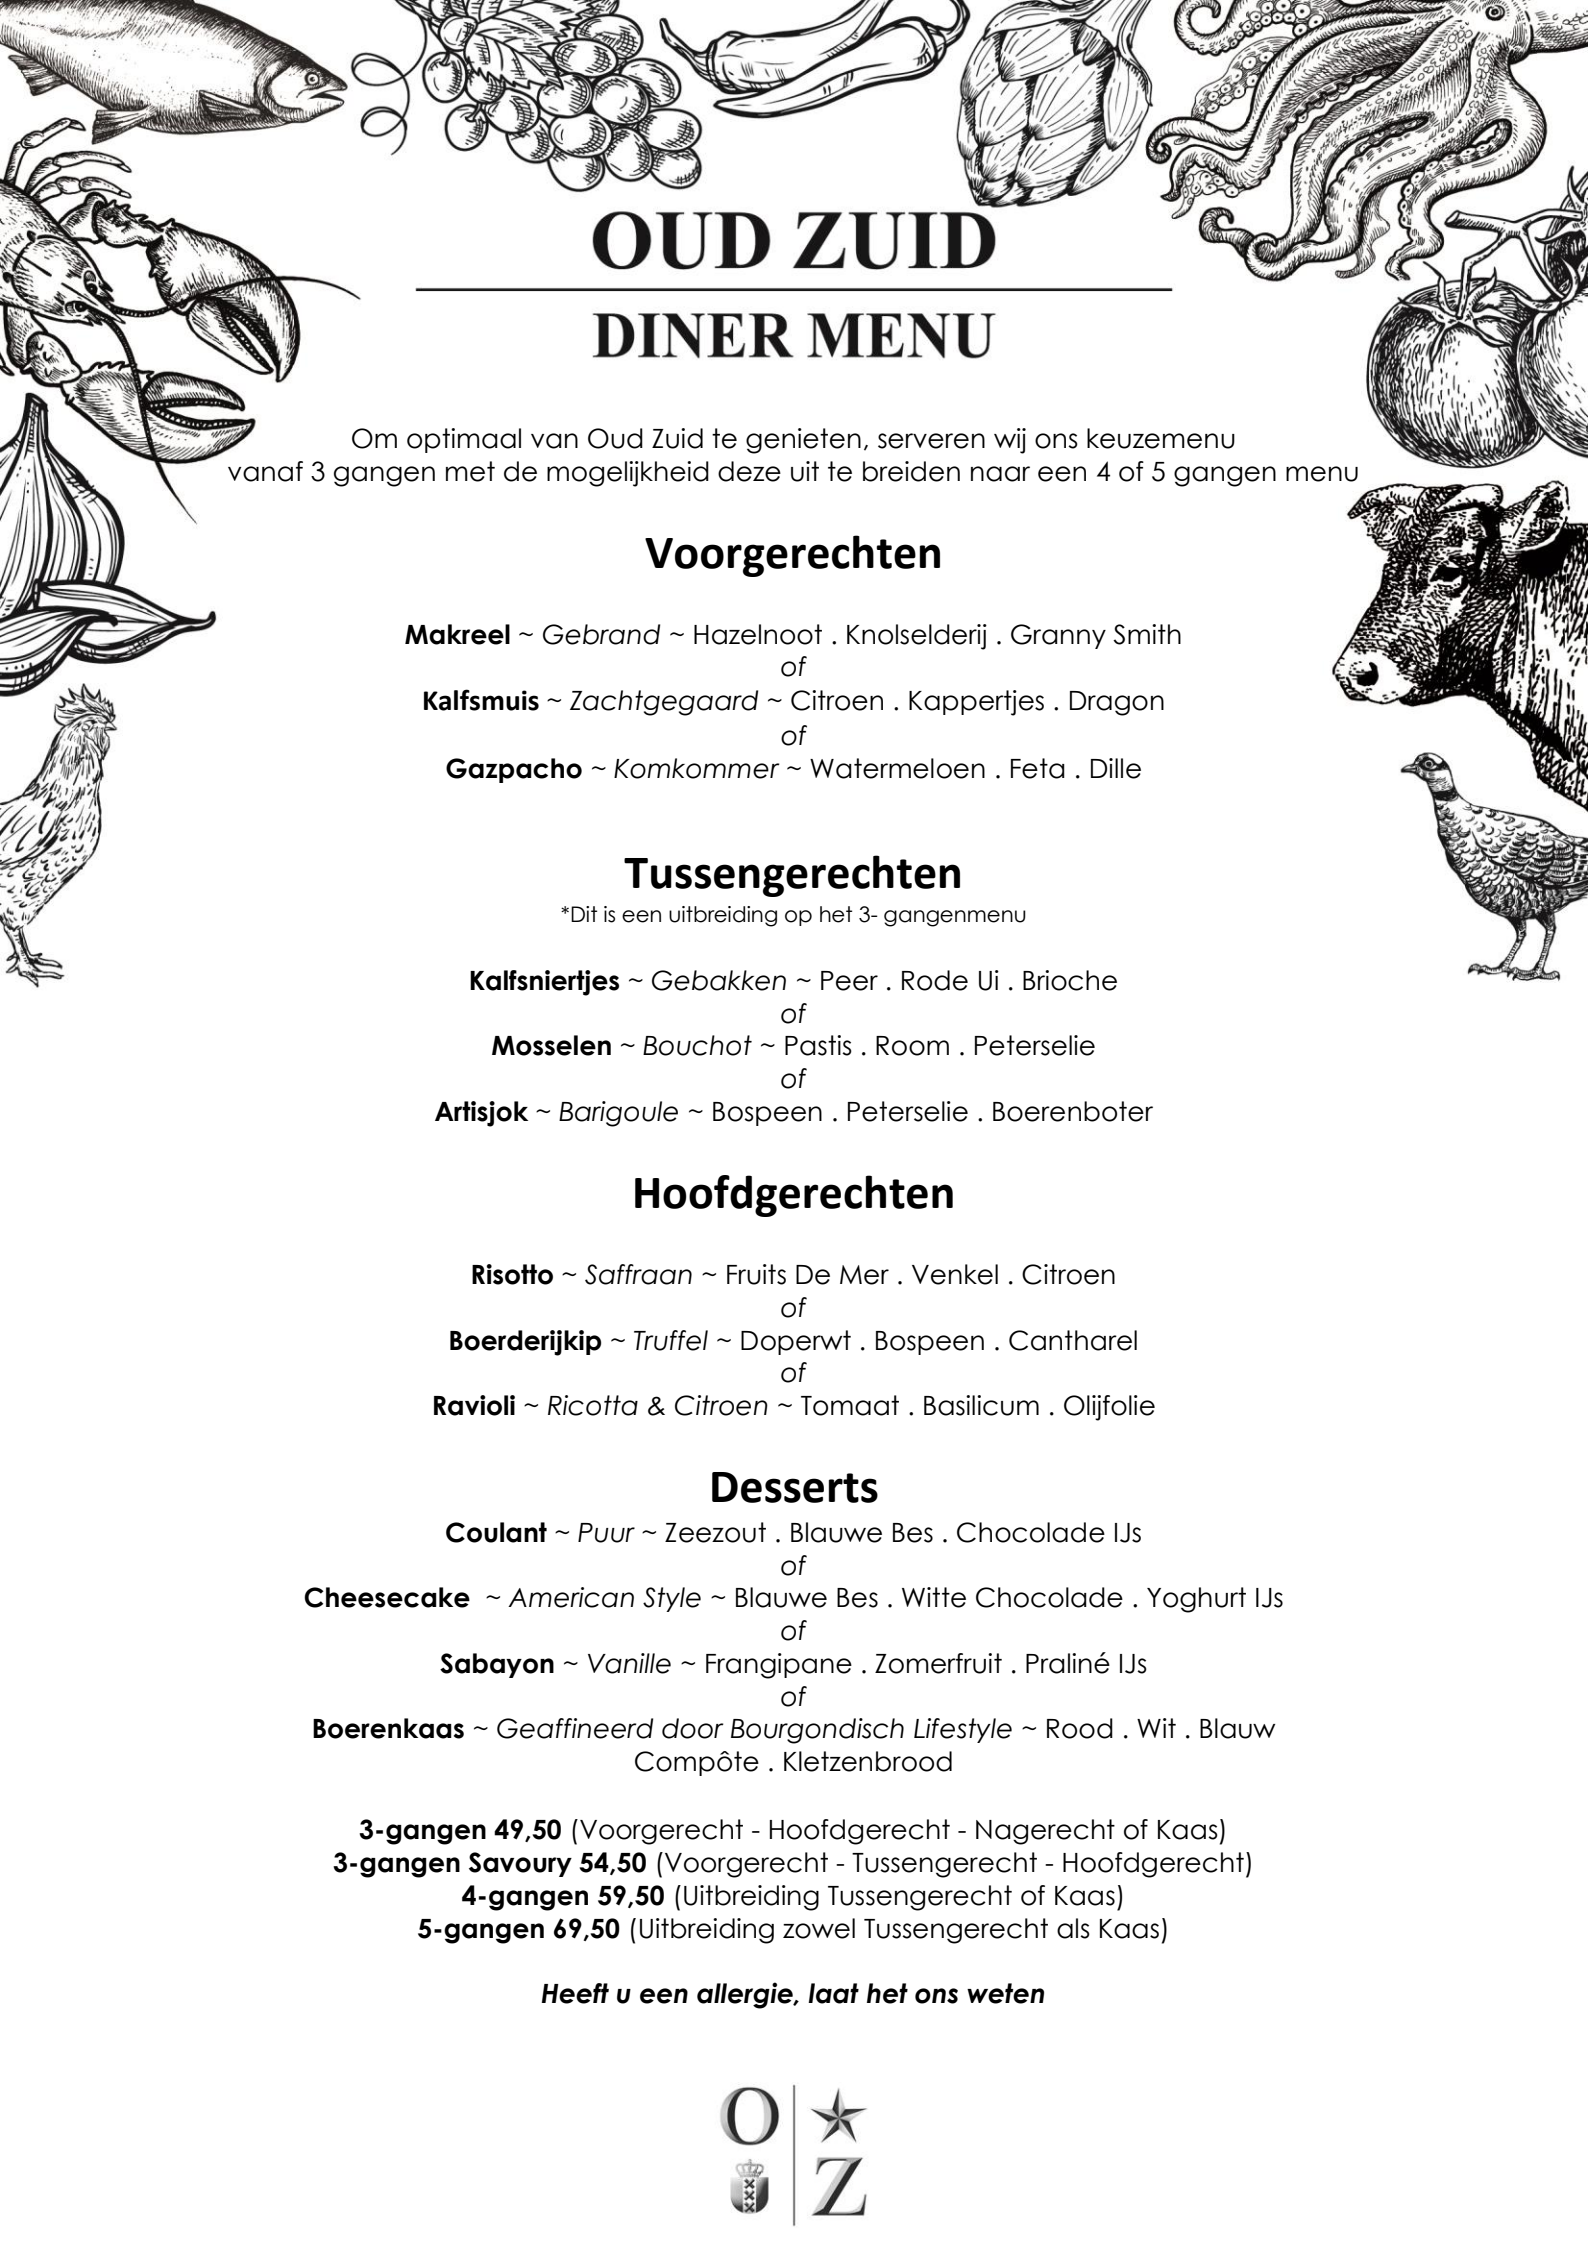 OUD ZUID
DINER MENU
Om optimaal van Oud Zuid te genieten, serveren wij ons keuzemenu
vanaf 3 gangen met de mogelijkheid deze uit te breiden naar een 4 of 5 gangen menu
Voorgerechten
Makreel ~ Gebrand ~ Hazelnoot . Knolselderij . Granny Smith
of
Kalfsmuis ~ Zachtgegaard ~ Citroen . Kappertjes . Dragon
of
Gazpacho ~ Komkommer ~ Watermeloen . Feta . Dille
Tussengerechten
*Dit is een uitbreiding op het 3- gangenmenu
Kalfsniertjes ~ Gebakken ~ Peer . Rode Ui . Brioche
of
Mosselen ~ Bouchot ~ Pastis . Room . Peterselie
of
Artisjok ~ Barigoule ~ Bospeen . Peterselie . Boerenboter
Hoofdgerechten
Risotto ~ Saffraan ~ Fruits De Mer . Venkel . Citroen
of
Boerderijkip ~ Truffel ~ Doperwt . Bospeen . Cantharel
of
Ravioli ~ Ricotta & Citroen ~ Tomaat . Basilicum . Olijfolie
Desserts
Coulant ~ Puur ~ Zeezout . Blauwe Bes . Chocolade IJs
of
Cheesecake ~ American Style ~ Blauwe Bes . Witte Chocolade . Yoghurt IJs
of
Sabayon ~ Vanille ~ Frangipane . Zomerfruit . Praliné IJs
of
Boerenkaas ~ Geaffineerd door Bourgondisch Lifestyle ~ Rood . Wit . Blauw
Compôte . Kletzenbrood
3-gangen 49,50 (Voorgerecht - Hoofdgerecht - Nagerecht of Kaas)
3-gangen Savoury 54,50 (Voorgerecht - Tussengerecht - Hoofdgerecht)
4-gangen 59,50 (Uitbreiding Tussengerecht of Kaas)
5-gangen 69,50 (Uitbreiding zowel Tussengerecht als Kaas)
Heeft u een allergie, laat het ons weten
O
Z